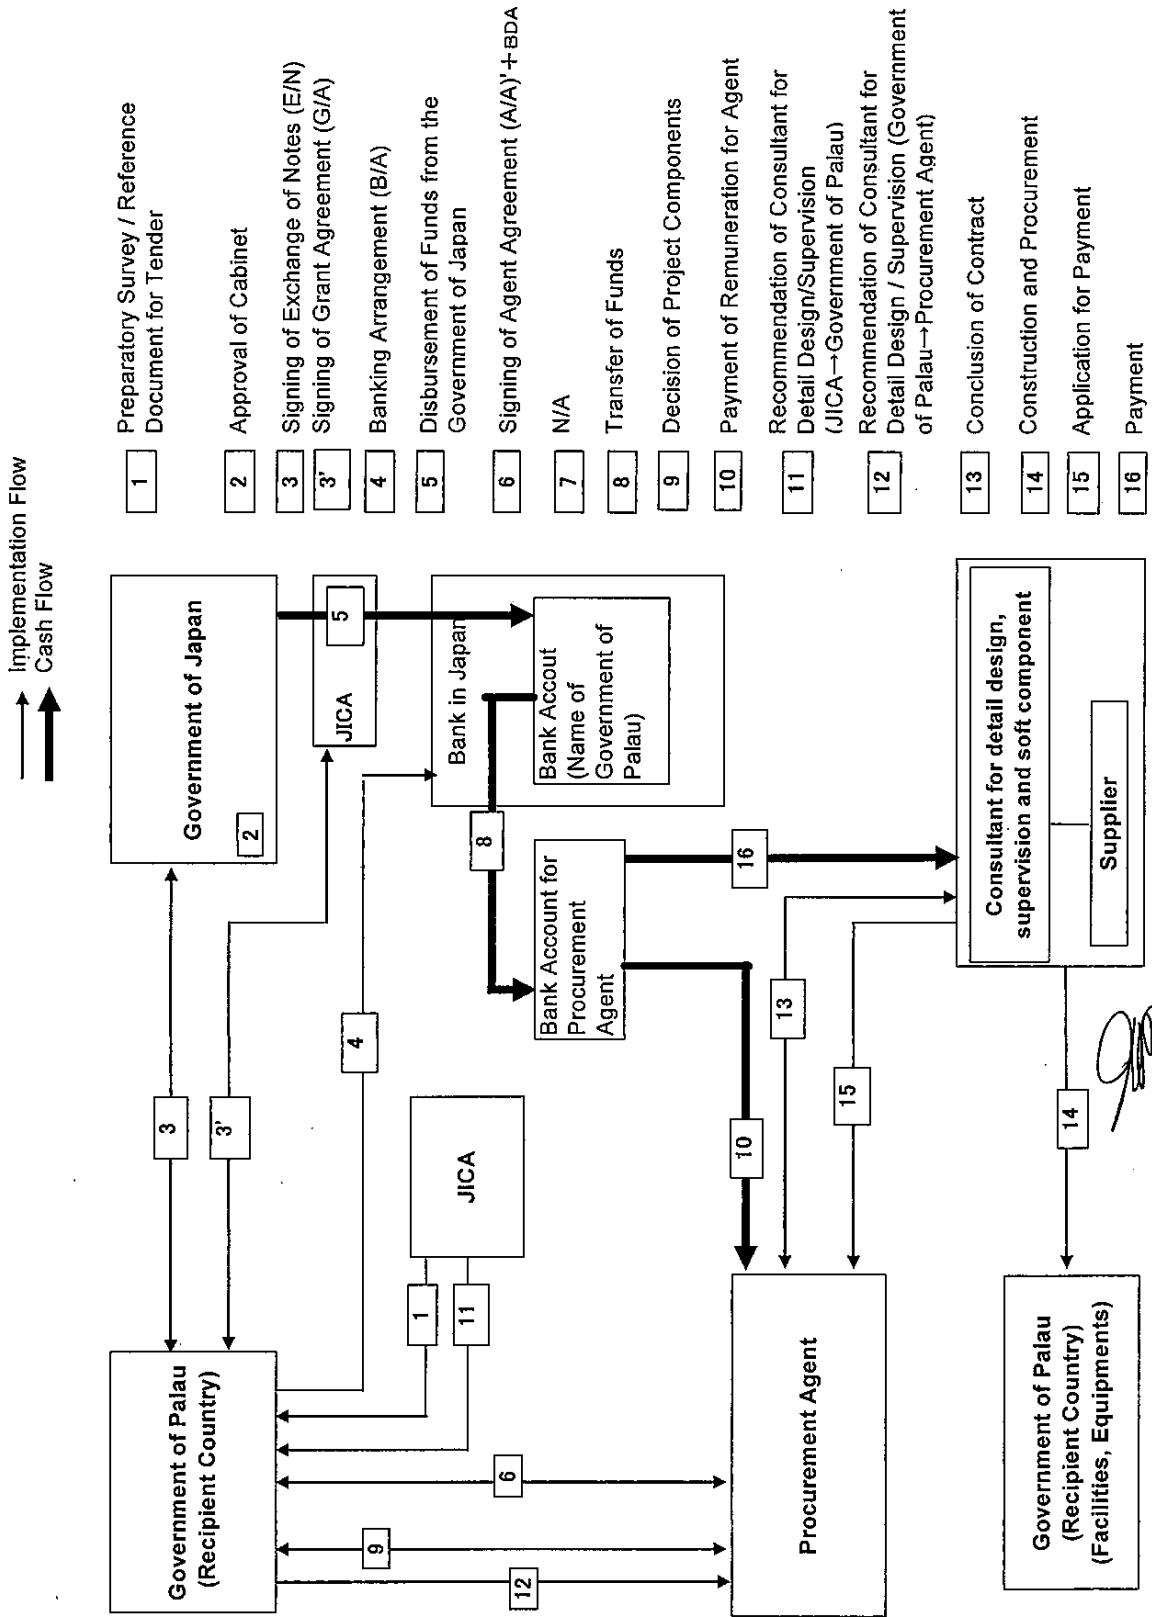 Implementation Flow
Cash Flow
Government of Palau
(Recipient Country)
3
3'
Government of Japan
2
JICA
5
4
1
11
JICA
Bank in Japan
Bank Accout
(Name of
Government of
Palau)
8
Bank Account for
Procurement
Agent
6
9
12
10
16
13
15
Procurement Agent
Consultant for detail design,
supervision and soft component
Supplier
14
Government of Palau
(Recipient Country)
(Facilities, Equipments)
1 Preparatory Survey / Reference
Document for Tender
2 Approval of Cabinet
3 Signing of Exchange of Notes (E/N)
3' Signing of Grant Agreement (G/A)
4 Banking Arrangement (B/A)
5 Disbursement of Funds from the
Government of Japan
6 Signing of Agent Agreement (A/A)'+BDA
7 N/A
8 Transfer of Funds
9 Decision of Project Components
10 Payment of Remuneration for Agent
11 Recommendation of Consultant for
Detail Design/Supervision
(JICA→Government of Palau)
12 Recommendation of Consultant for
Detail Design / Supervision (Government
of Palau→Procurement Agent)
13 Conclusion of Contract
14 Construction and Procurement
15 Application for Payment
16 Payment